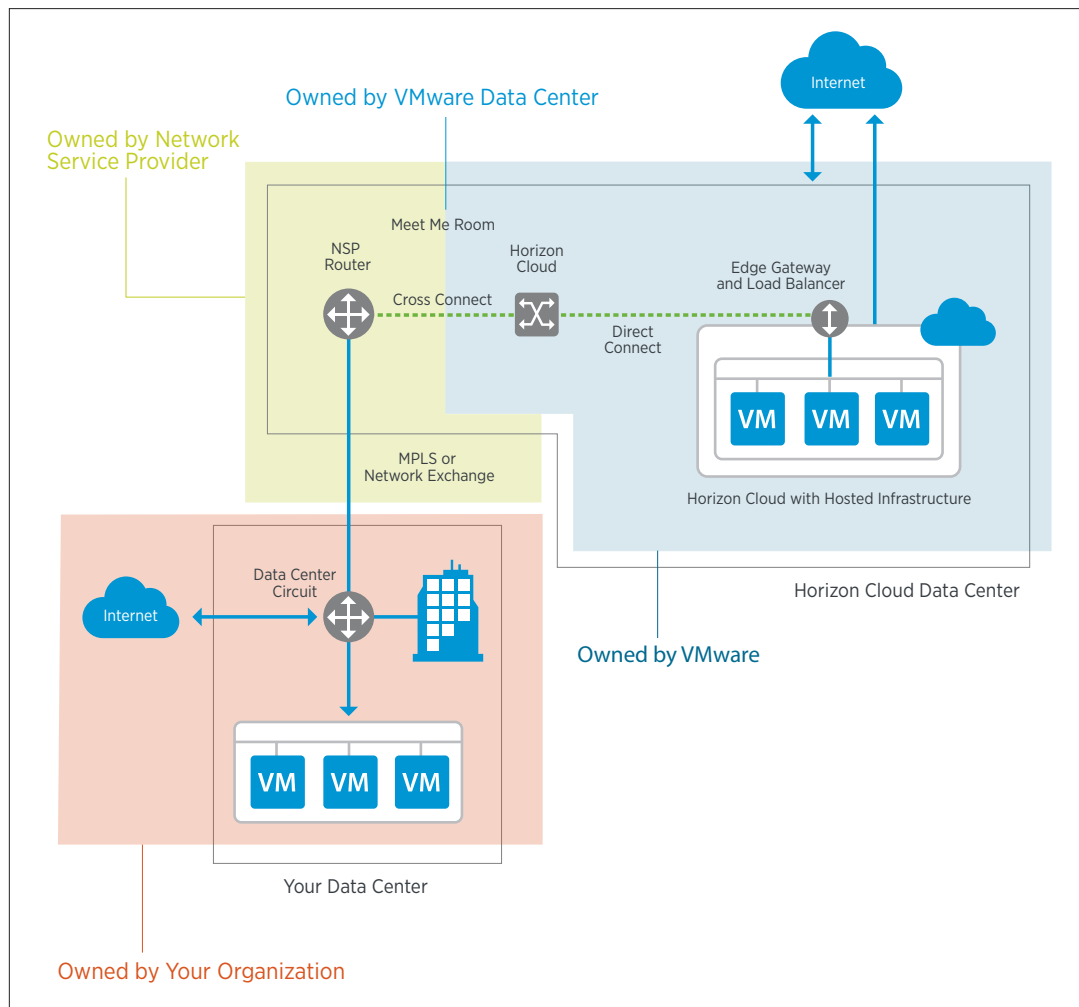 Internet
Owned by VMware Data Center
Owned by Network
Service Provider
Meet Me Room
NSP
Router
Horizon
Cloud
Edge Gateway
and Load Balancer
Cross Connect
Direct
Connect
VM
VM
VM
MPLS or
Network Exchange
Horizon Cloud with Hosted Infrastructure
Data Center
Circuit
Horizon Cloud Data Center
Internet
Owned by VMware
VM
VM
VM
Your Data Center
Owned by Your Organization